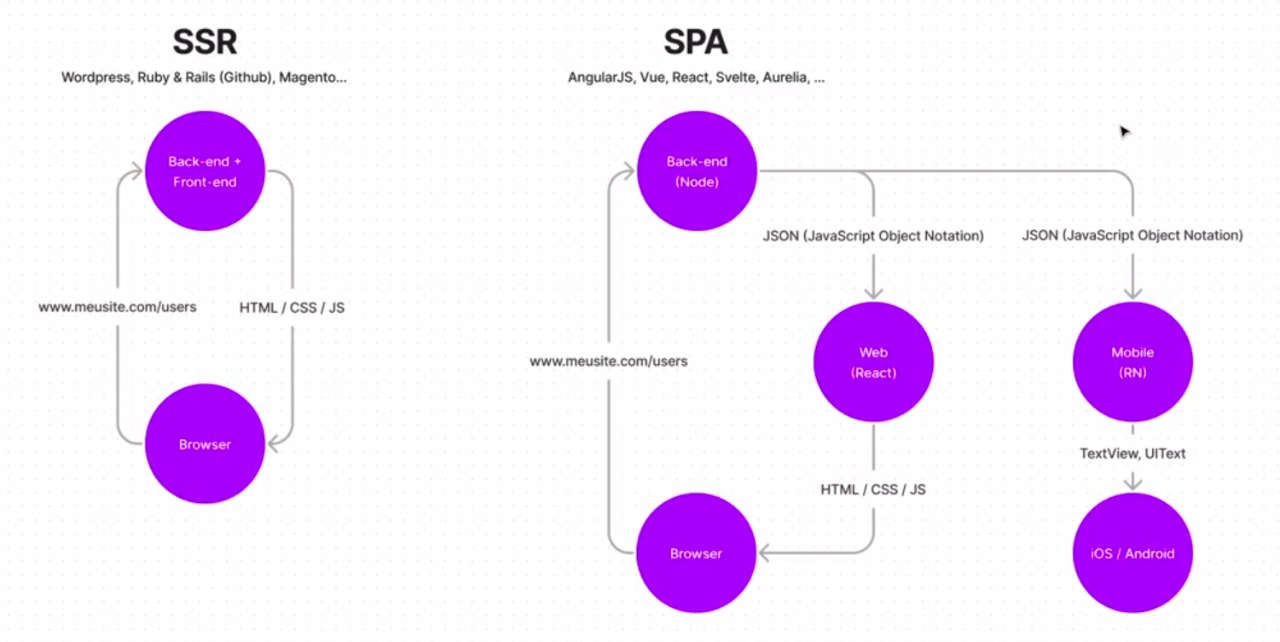 SSR
Wordpress, Ruby & Rails (Github), Magento...
Back-end +
Front-end
www.meusite.com/users
HTML / CSS / JS
Browser
SPA
AngularJS, Vue, React, Svelte, Aurelia, ...
Back-end
(Node)
JSON (JavaScript Object Notation)
JSON (JavaScript Object Notation)
www.meusite.com/users
Web
(React)
Mobile
(RN)
TextView, UIText
HTML / CSS / JS
Browser
iOS / Android